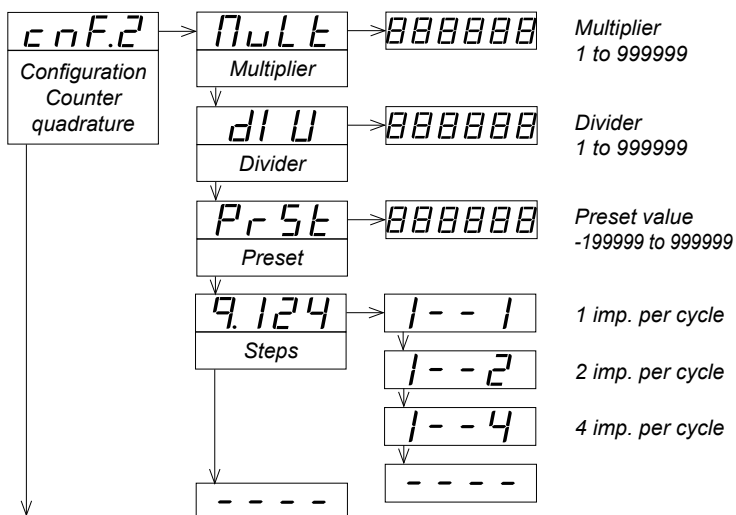 cnF.2
Configuration
Counter
quadrature
MuLt
Multiplier
888888
Multiplier
1 to 999999
dIU
Divider
888888
Divider
1 to 999999
PrSt
Preset
888888
Preset value
-199999 to 999999
9.124
Steps
1--1
1 imp. per cycle
1--2
2 imp. per cycle
1--4
4 imp. per cycle
----
----